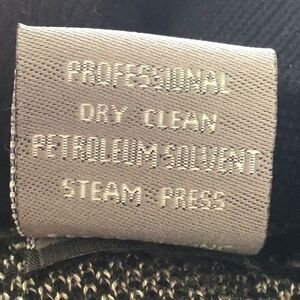 PROFESSIONAL
DRY CLEAN
PETROLEUM SOLVENT
STEAM PRESS